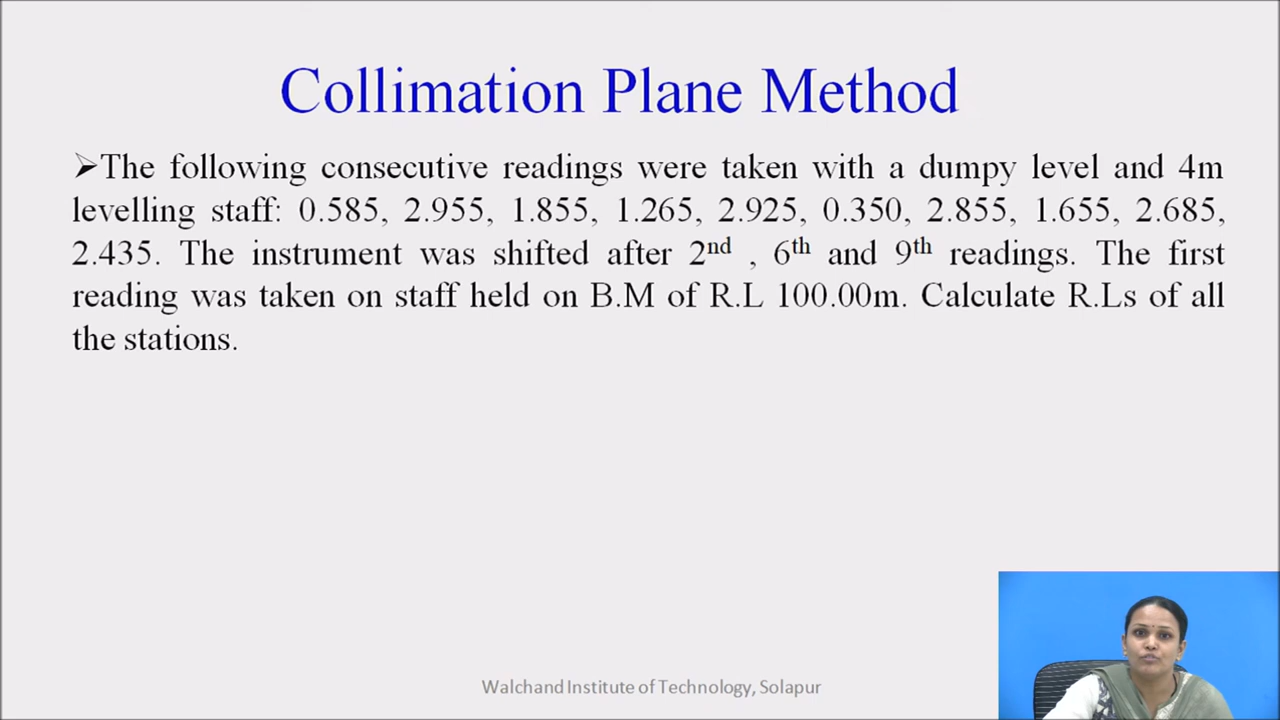 Collimation Plane Method
➢The following consecutive readings were taken with a dumpy level and 4m
levelling staff: 0.585, 2.955, 1.855, 1.265, 2.925, 0.350, 2.855, 1.655, 2.685,
2.435. The instrument was shifted after 2nd , 6th and 9th readings. The first
reading was taken on staff held on B.M of R.L 100.00m. Calculate R.Ls of all
the stations.
Walchand Institute of Technology, Solapur